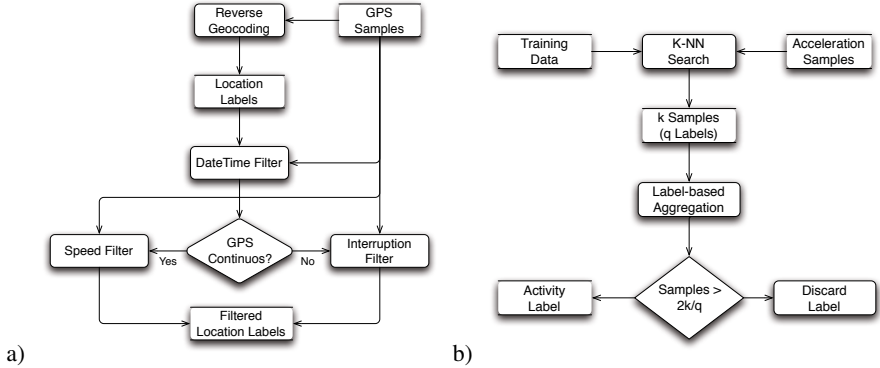 Reverse
Geocoding
GPS
Samples
Location
Labels
DateTime Filter
Speed Filter
GPS
Continuos?
Yes
No
Interruption
Filter
Filtered
Location Labels
a)
Training
Data
K-NN
Search
Acceleration
Samples
k Samples
(q Labels)
Label-based
Aggregation
Activity
Label
Samples >
2k/q
Discard
Label
b)